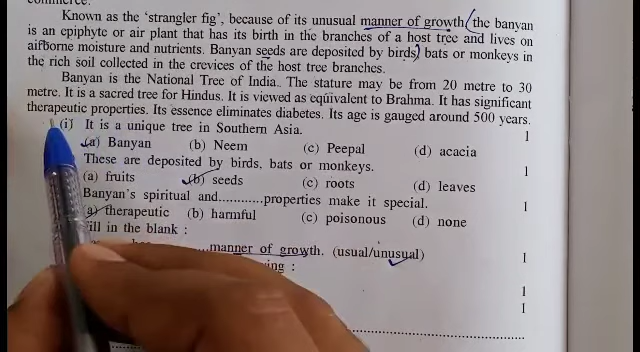 commerce.
Known as the 'strangler fig', because of its unusual manner of growth, the banyan
is an epiphyte or air plant that has its birth in the branches of a host tree and lives on
airborne moisture and nutrients. Banyan seeds are deposited by birds, bats or monkeys in
the rich soil collected in the crevices of the host tree branches.
Banyan is the National Tree of India. The stature may be from 20 metre to 30
metre. It is a sacred tree for Hindus. It is viewed as equivalent to Brahma. It has significant
therapeutic properties. Its essence eliminates diabetes. Its age is gauged around 500 years.
(i) It is a unique tree in Southern Asia. 1
(a) Banyan (b) Neem (c) Peepal (d) acacia
These are deposited by birds, bats or monkeys. 1
(a) fruits (b) seeds (c) roots (d) leaves
Banyan's spiritual and............properties make it special. 1
(a) therapeutic (b) harmful (c) poisonous (d) none
ill in the blank :
manner of growth. (usual/unusual) 1
ing :
1
1